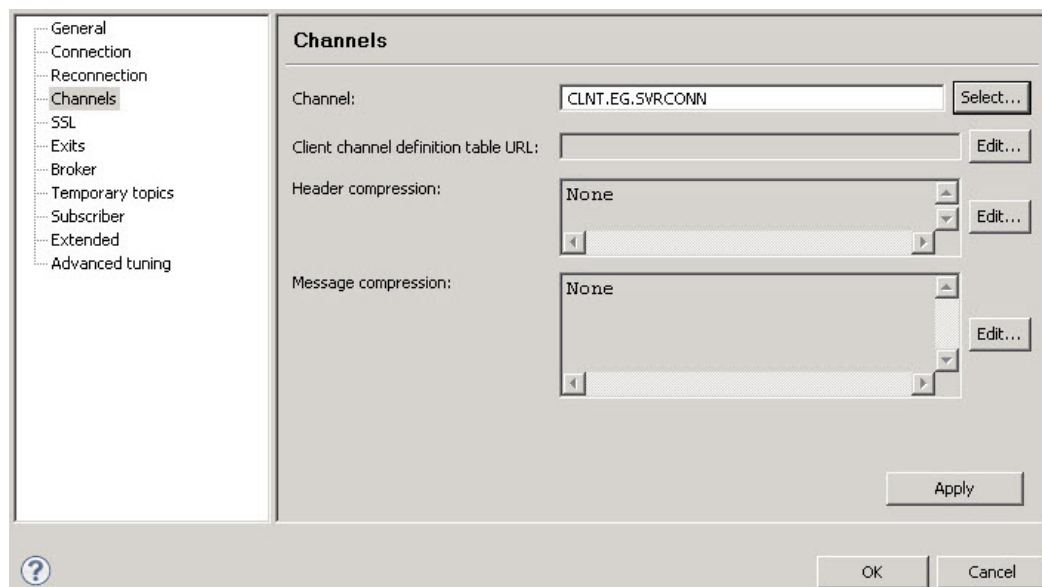 General
Connection
Reconnection
Channels
SSL
Exits
Broker
Temporary topics
Subscriber
Extended
Advanced tuning
Channels
Channel: CLNT.EG.SVRCONN Select...
Client channel definition table URL: Edit...
Header compression: None Edit...
Message compression: None Edit...
Apply
?
OK Cancel